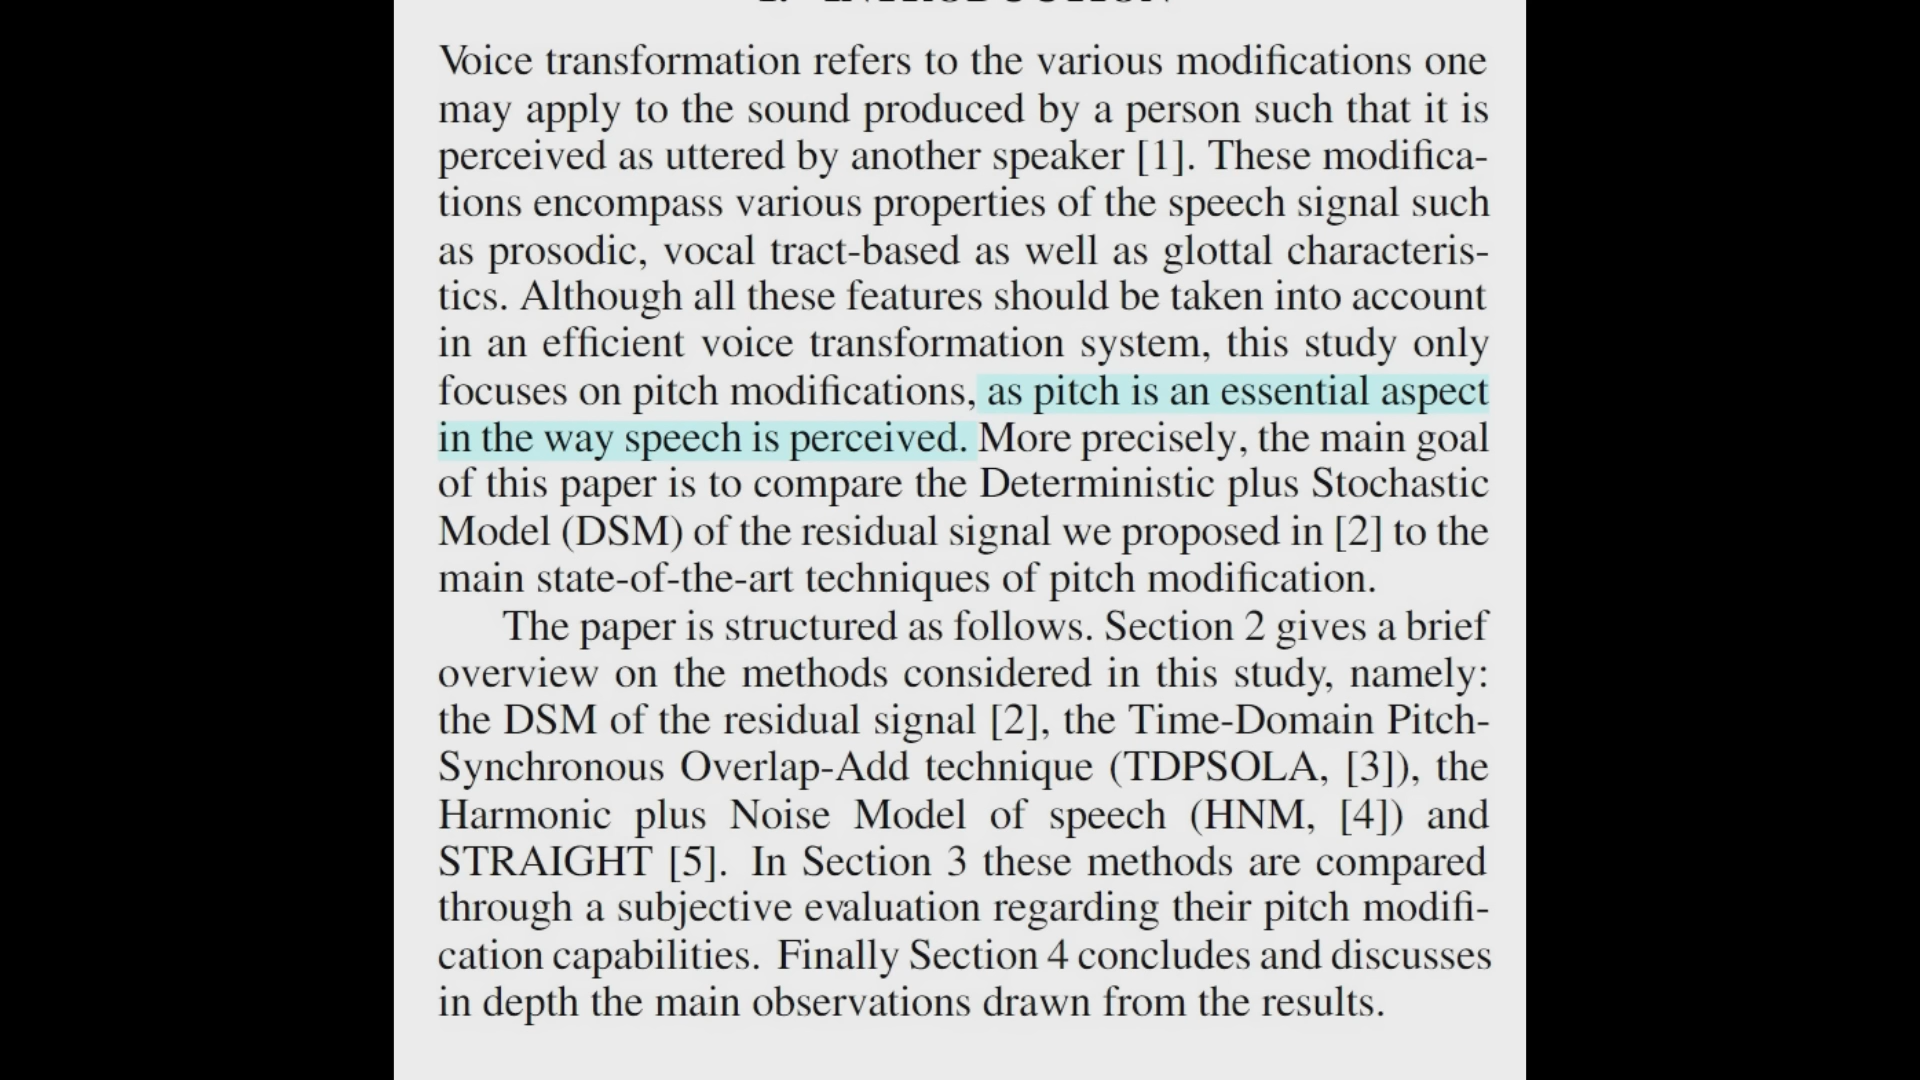 1. INTRODUCTION
Voice transformation refers to the various modifications one
may apply to the sound produced by a person such that it is
perceived as uttered by another speaker [1]. These modifica-
tions encompass various properties of the speech signal such
as prosodic, vocal tract-based as well as glottal characteris-
tics. Although all these features should be taken into account
in an efficient voice transformation system, this study only
focuses on pitch modifications, as pitch is an essential aspect
in the way speech is perceived. More precisely, the main goal
of this paper is to compare the Deterministic plus Stochastic
Model (DSM) of the residual signal we proposed in [2] to the
main state-of-the-art techniques of pitch modification.
The paper is structured as follows. Section 2 gives a brief
overview on the methods considered in this study, namely:
the DSM of the residual signal [2], the Time-Domain Pitch-
Synchronous Overlap-Add technique (TDPSOLA, [3]), the
Harmonic plus Noise Model of speech (HNM, [4]) and
STRAIGHT [5]. In Section 3 these methods are compared
through a subjective evaluation regarding their pitch modifi-
cation capabilities. Finally Section 4 concludes and discusses
in depth the main observations drawn from the results.